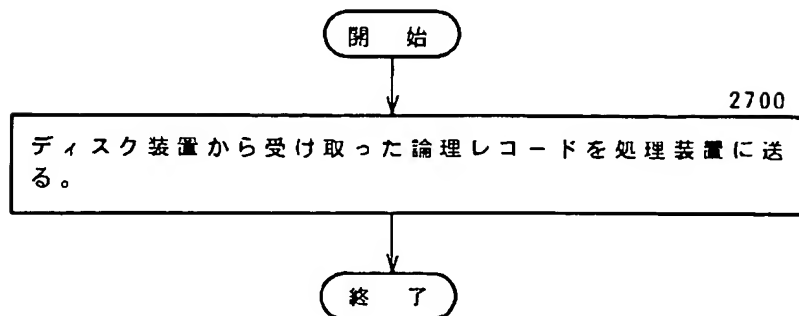 開 始
2700
ディスク装置から受け取った論理レコードを処理装置に送
る。
終 了